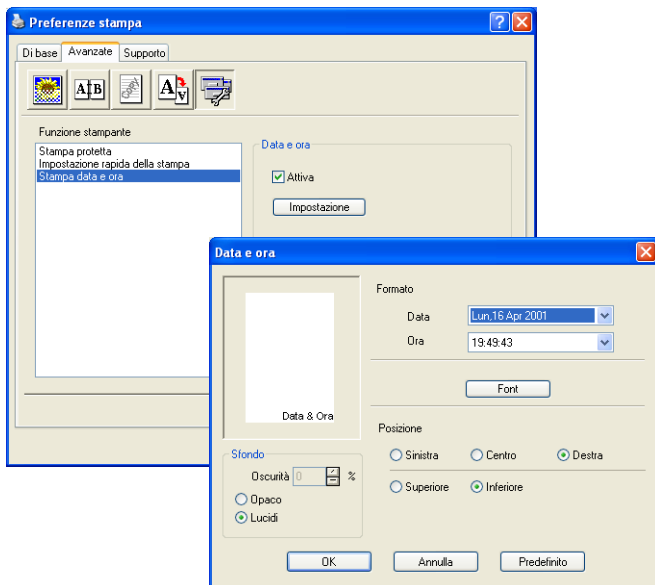 Preferenze stampa
Di base Avanzate Supporto
A B
A A
Funzione stampante
Stampa protetta
Impostazione rapida della stampa
Stampa data e ora
Data e ora
Attiva
Impostazione
Data e ora
Data & Ora
Formato
Data Lun,16 Apr 2001
Ora 19:49:43
Font
Posizione
Sinistra Centro Destra
Superiore Inferiore
Sfondo
Oscurità 0 %
Opaco
Lucidi
OK Annulla Predefinito